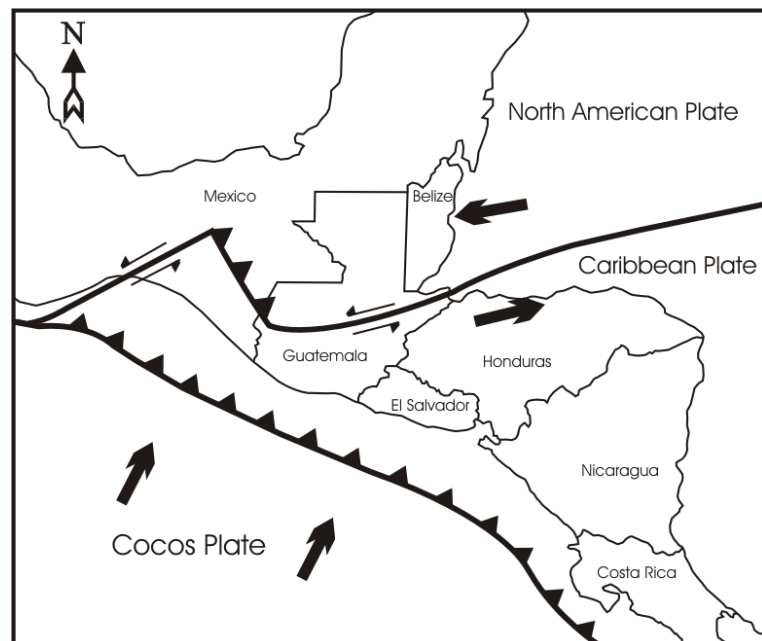 N
North American Plate
Mexico
Belize
Caribbean Plate
Guatemala
Honduras
El Salvador
Nicaragua
Cocos Plate
Costa Rica